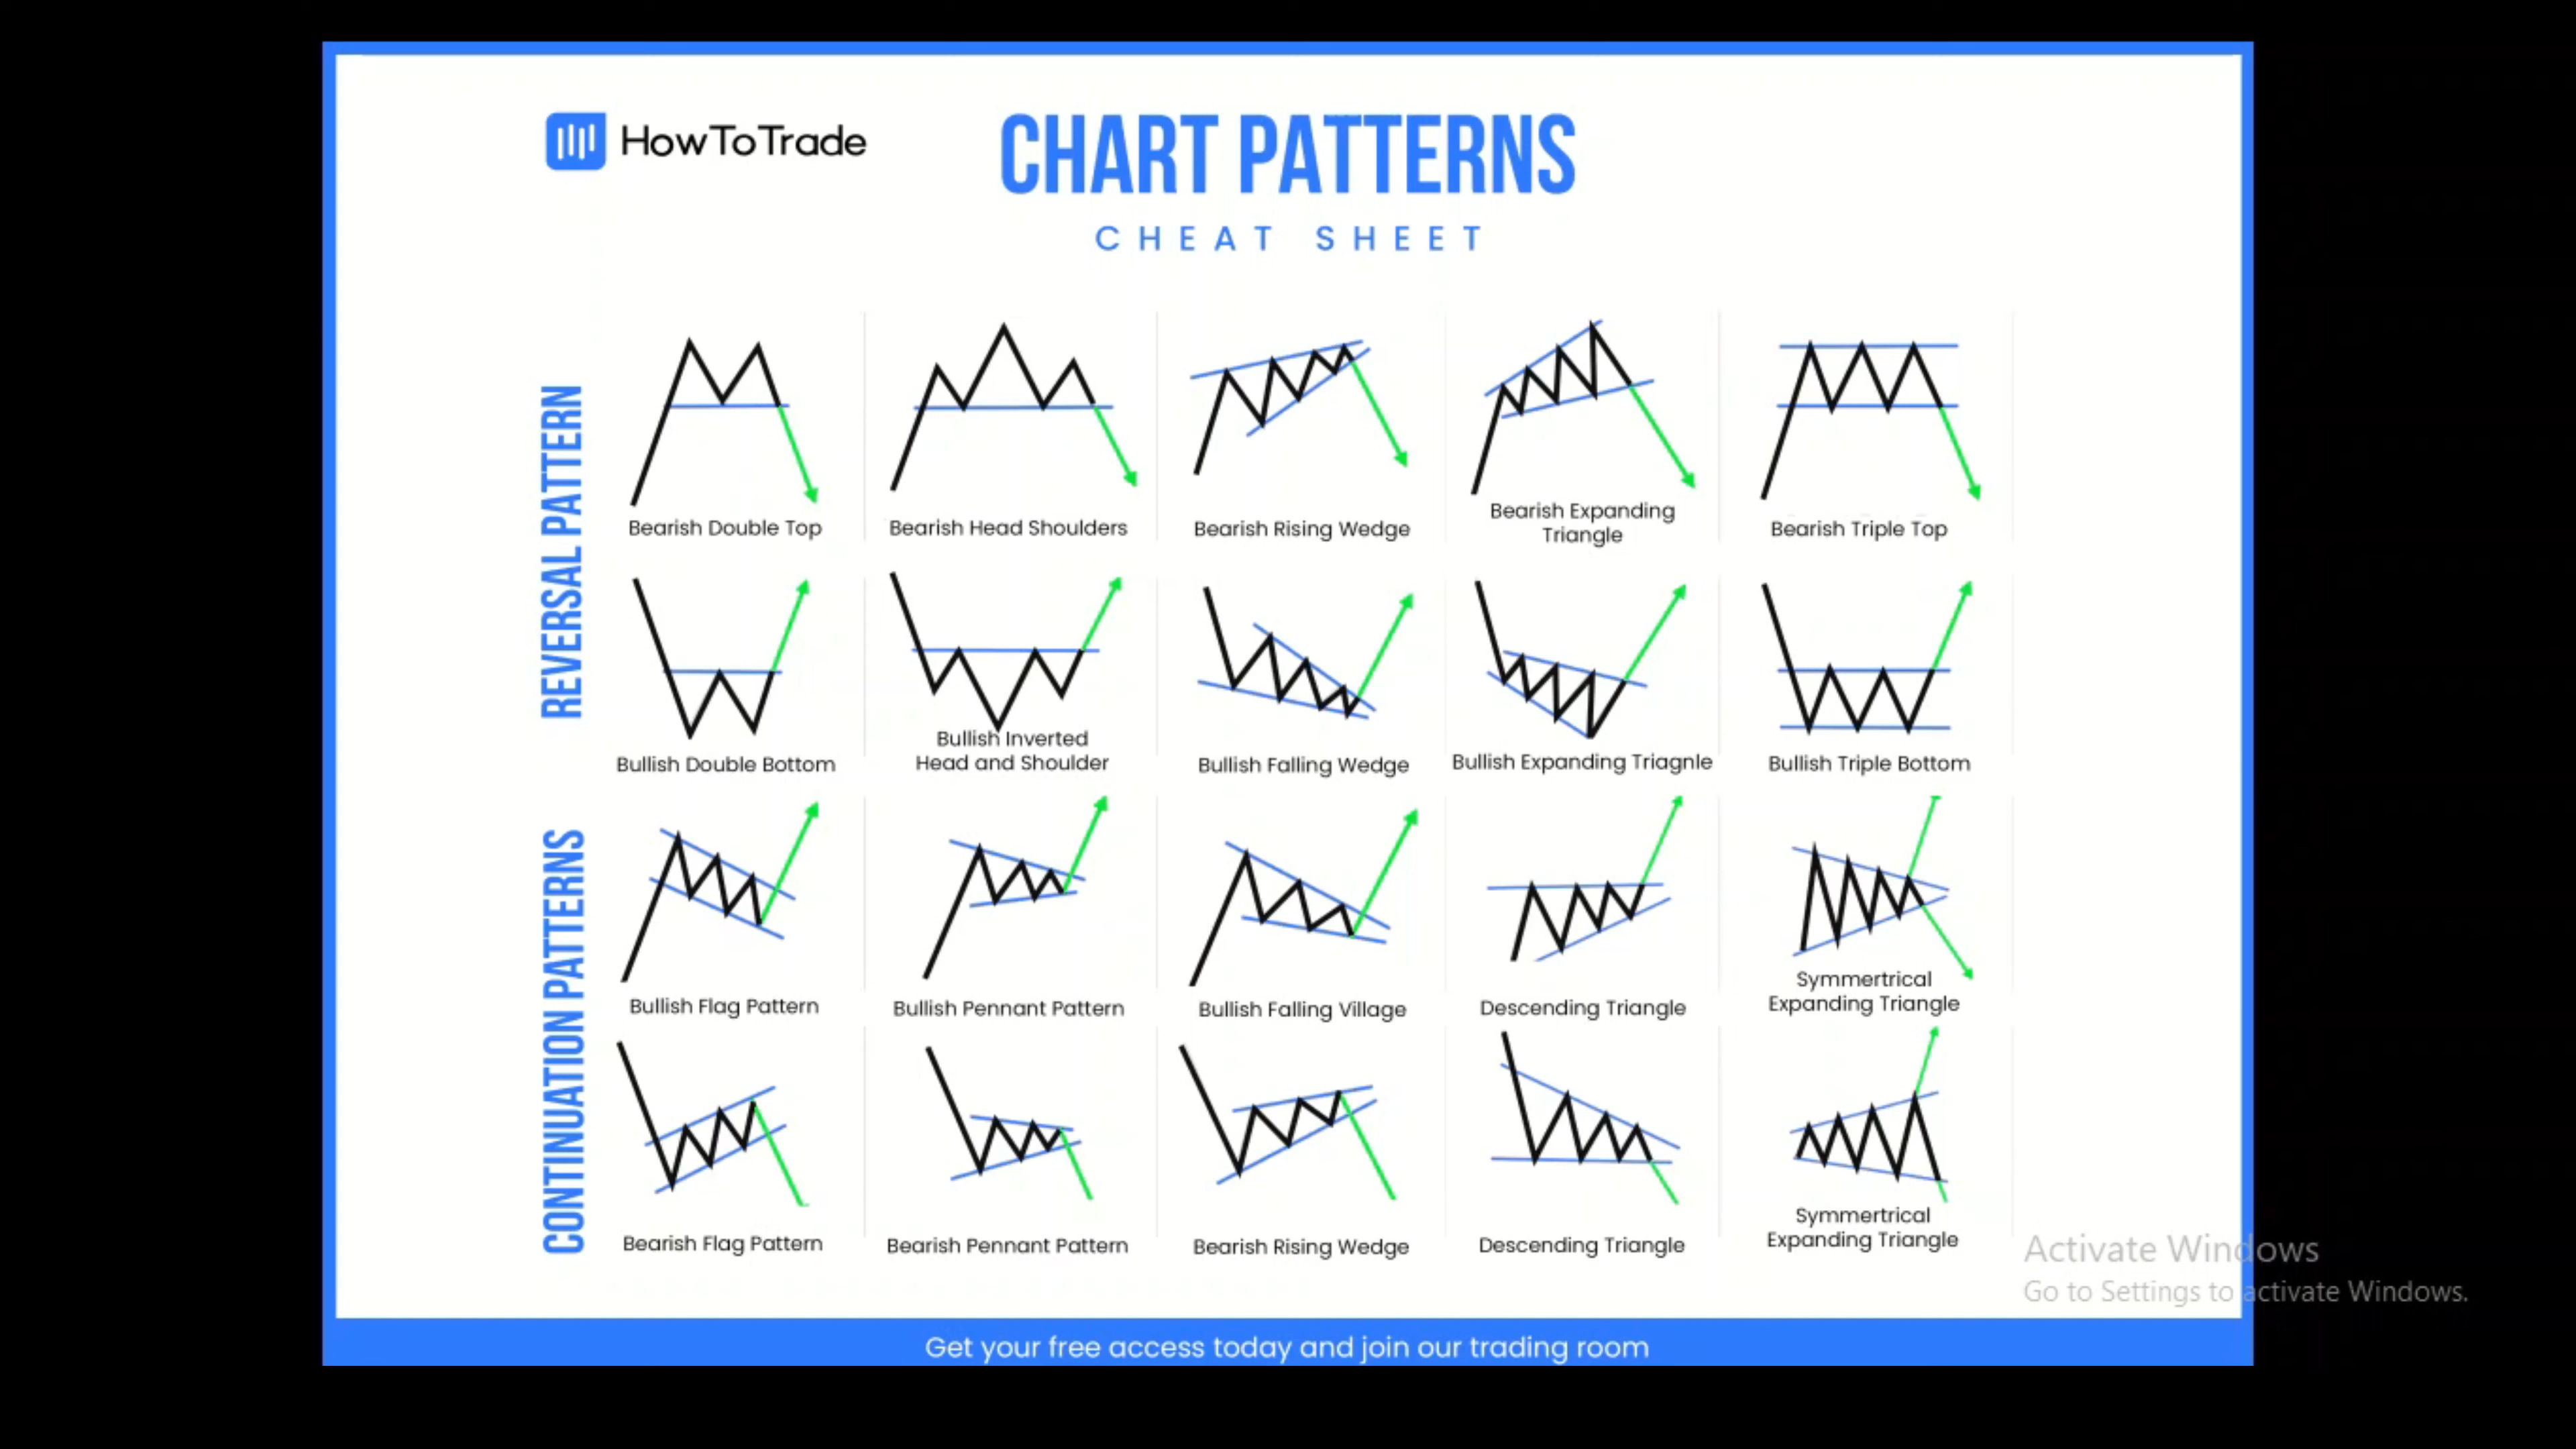 HowToTrade
CHART PATTERNS
CHEAT SHEET
REVERSAL PATTERN
Bearish Double Top
Bearish Head Shoulders
Bearish Rising Wedge
Bearish Expanding
Triangle
Bearish Triple Top
Bullish Double Bottom
Bullish Inverted
Head and Shoulder
Bullish Falling Wedge
Bullish Expanding Triagnle
Bullish Triple Bottom
CONTINUATION PATTERNS
Bullish Flag Pattern
Bullish Pennant Pattern
Bullish Falling Village
Descending Triangle
Symmertrical
Expanding Triangle
Bearish Flag Pattern
Bearish Pennant Pattern
Bearish Rising Wedge
Descending Triangle
Symmertrical
Expanding Triangle
Activate Windows
Go to Settings to activate Windows.
Get your free access today and join our trading room